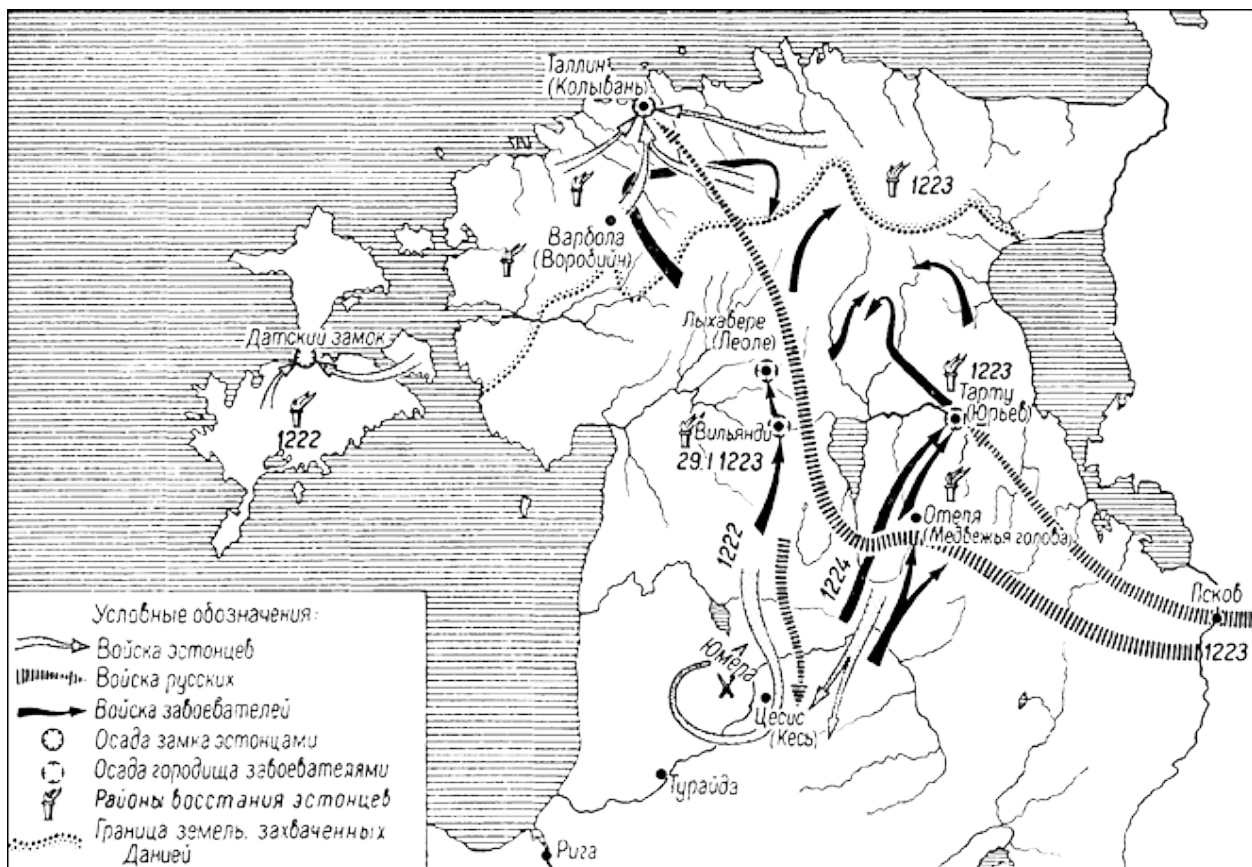 Таллин
(Колывань)
1223
Варбола
(Воробийн)
Датский замок
Лыхавере
(Леоле)
1223
Тарту
(Юрьев)
1222
Вильянди
29.I 1223
Отепя
(Медвежья голова)
1222
1224
Псков
1223
А
Юмера
Цесис
(Кесь)
Турайдэ
Рига
Условные обозначения:
Войска эстонцев
Войска русских
Войска завоевателей
Осада замка эстонцами
Осада городища завоевателями
Районы восстания эстонцев
Граница земель. захваченных
Данией